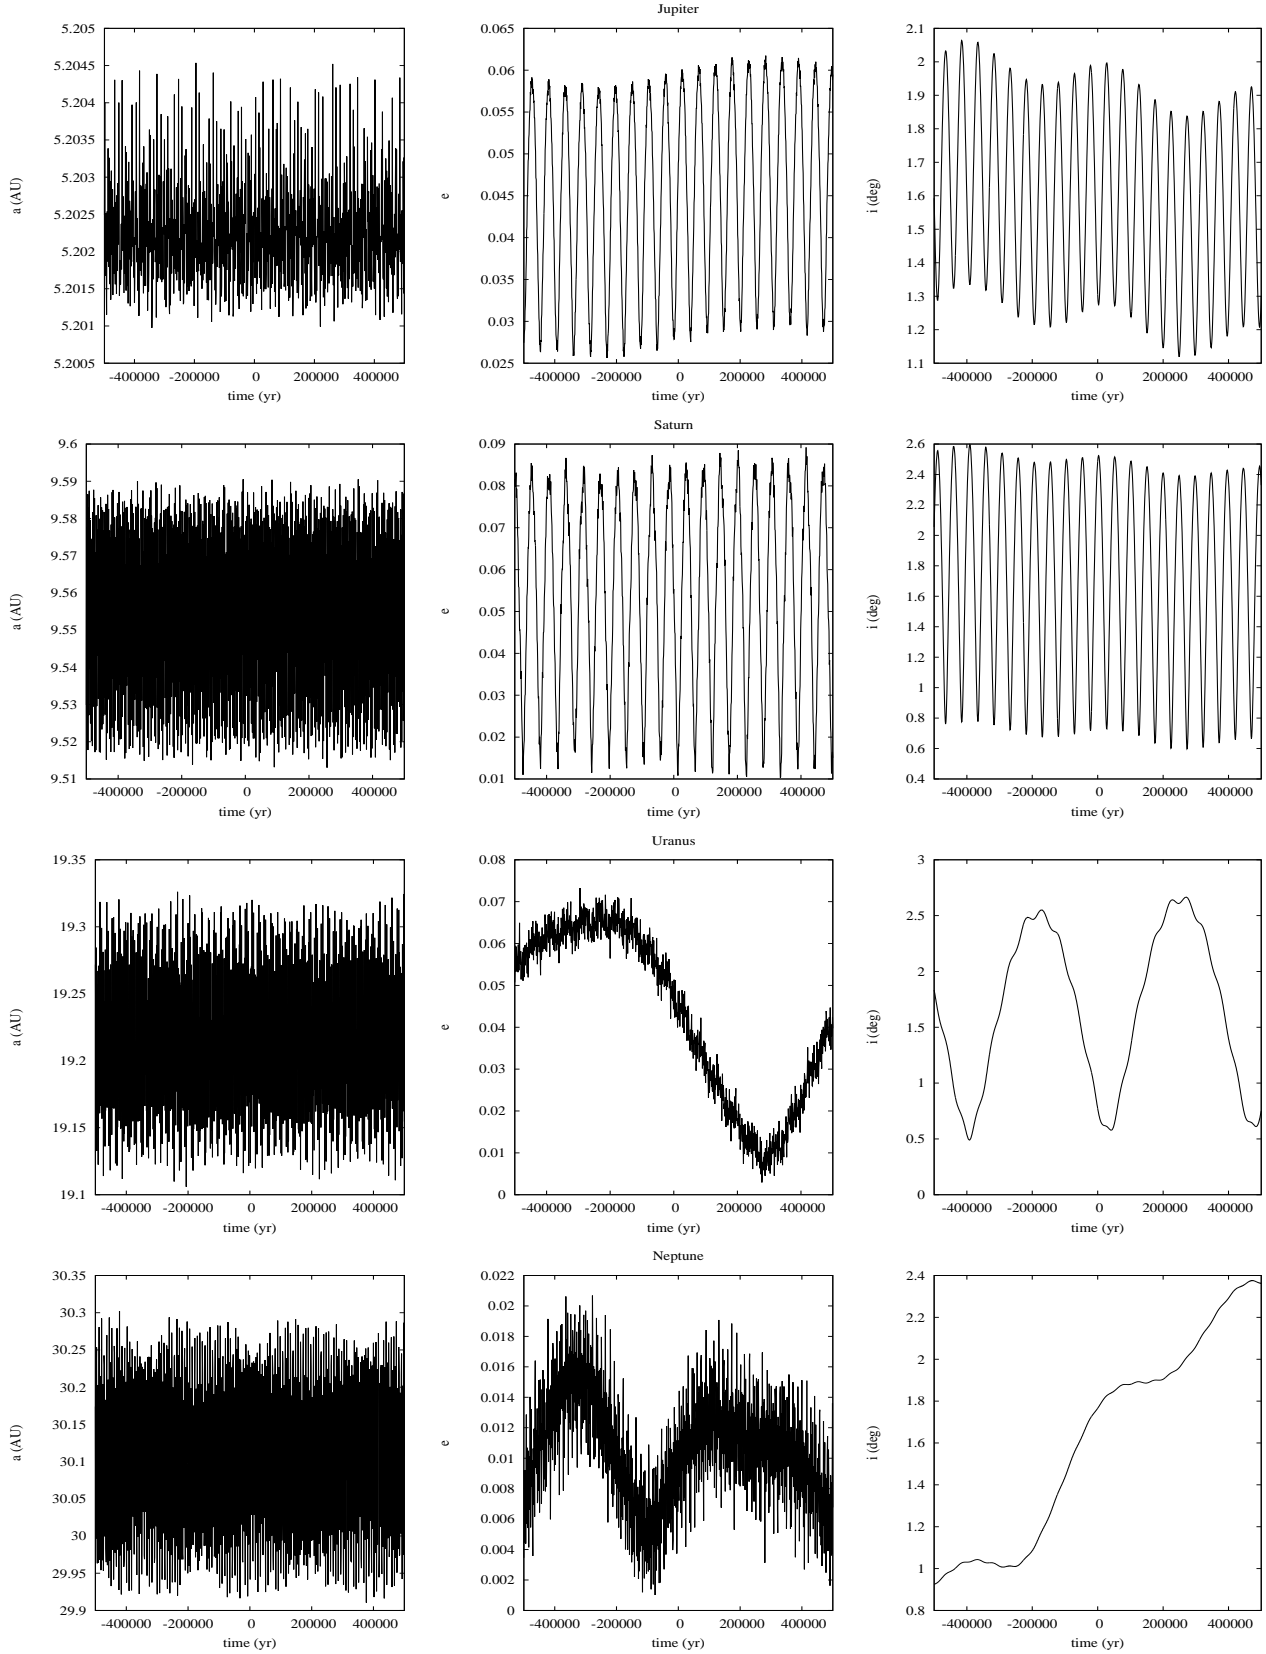 Jupiter
a (AU)
5.205
5.2045
5.204
5.2035
5.203
5.2025
5.202
5.2015
5.201
5.2005
-400000 -200000 0 200000 400000
time (yr)
e
0.065
0.06
0.055
0.05
0.045
0.04
0.035
0.03
0.025
-400000 -200000 0 200000 400000
time (yr)
i (deg)
2.1
2
1.9
1.8
1.7
1.6
1.5
1.4
1.3
1.2
1.1
-400000 -200000 0 200000 400000
time (yr)
Saturn
a (AU)
9.6
9.59
9.58
9.57
9.56
9.55
9.54
9.53
9.52
9.51
-400000 -200000 0 200000 400000
time (yr)
e
0.09
0.08
0.07
0.06
0.05
0.04
0.03
0.02
0.01
-400000 -200000 0 200000 400000
time (yr)
i (deg)
2.6
2.4
2.2
2
1.8
1.6
1.4
1.2
1
0.8
0.6
0.4
-400000 -200000 0 200000 400000
time (yr)
Uranus
a (AU)
19.35
19.3
19.25
19.2
19.15
19.1
-400000 -200000 0 200000 400000
time (yr)
e
0.08
0.07
0.06
0.05
0.04
0.03
0.02
0.01
0
-400000 -200000 0 200000 400000
time (yr)
i (deg)
3
2.5
2
1.5
1
0.5
0
-400000 -200000 0 200000 400000
time (yr)
Neptune
a (AU)
30.35
30.3
30.25
30.2
30.15
30.1
30.05
30
29.95
29.9
-400000 -200000 0 200000 400000
time (yr)
e
0.022
0.02
0.018
0.016
0.014
0.012
0.01
0.008
0.006
0.004
0.002
0
-400000 -200000 0 200000 400000
time (yr)
i (deg)
2.4
2.2
2
1.8
1.6
1.4
1.2
1
0.8
-400000 -200000 0 200000 400000
time (yr)